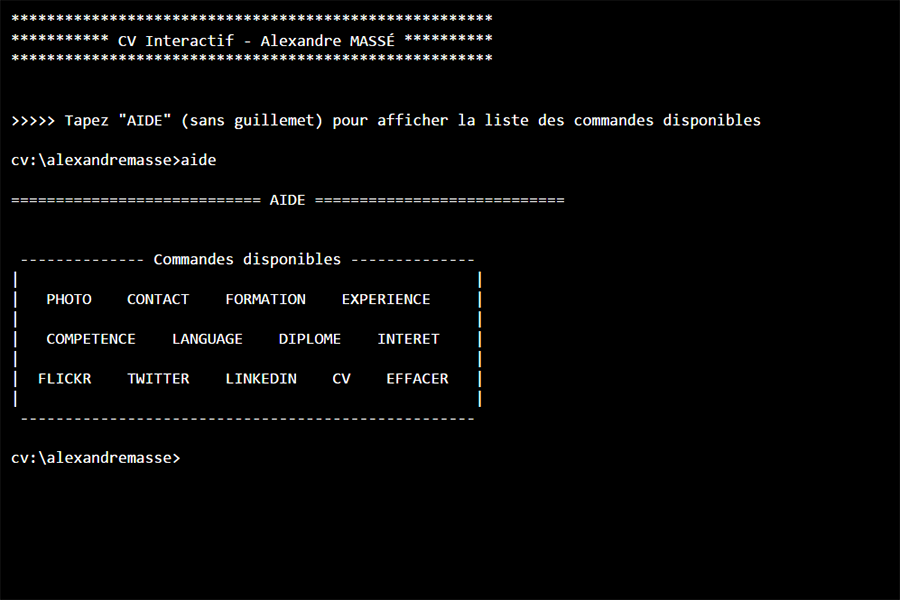 ******************************************************
*********** CV Interactif - Alexandre MASSÉ **********
******************************************************
>>>>> Tapez "AIDE" (sans guillemet) pour afficher la liste des commandes disponibles
cv:\alexandremasse>aide
============================ AIDE ============================
-------------- Commandes disponibles --------------
| PHOTO CONTACT FORMATION EXPERIENCE |
| COMPETENCE LANGUAGE DIPLOME INTERET |
| FLICKR TWITTER LINKEDIN CV EFFACER |
---------------------------------------------------
cv:\alexandremasse>